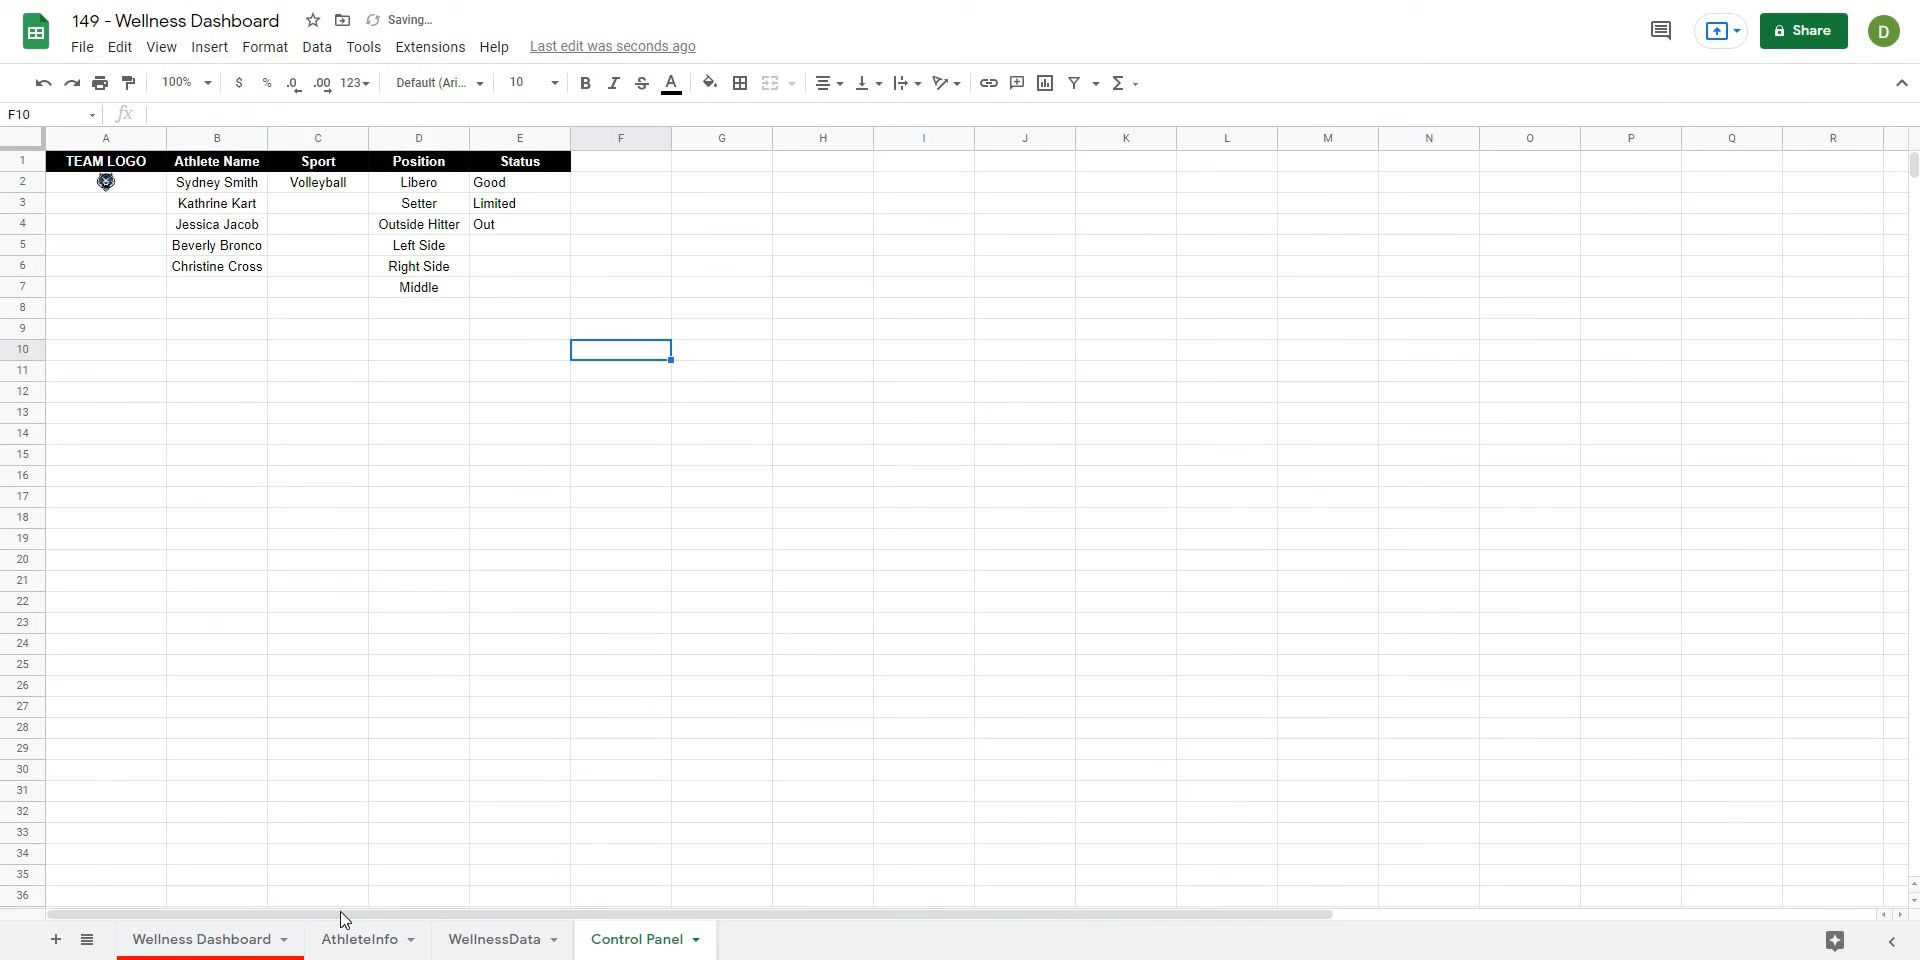 149 - Wellness Dashboard Saving...
File Edit View Insert Format Data Tools Extensions Help Last edit was seconds ago
Share
D
100% $ % .0 .00 123 Default (Ari... 10 B I S A
F10 fx
A B C D E F G H I J K L M N O P Q R
1 TEAM LOGO Athlete Name Sport Position Status
2 Sydney Smith Volleyball Libero Good
3 Kathrine Kart Setter Limited
4 Jessica Jacob Outside Hitter Out
5 Beverly Bronco Left Side
6 Christine Cross Right Side
7 Middle
8
9
10
11
12
13
14
15
16
17
18
19
20
21
22
23
24
25
26
27
28
29
30
31
32
33
34
35
36
Wellness Dashboard AthleteInfo WellnessData Control Panel